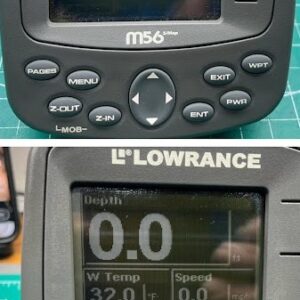 M56 S/Map
PAGES
MENU
EXIT
WPT
Z-OUT
Z-IN
ENT
PWR
MOB
LOWRANCE
Depth
0.0
W Temp
Speed
32.0 °F
0.0